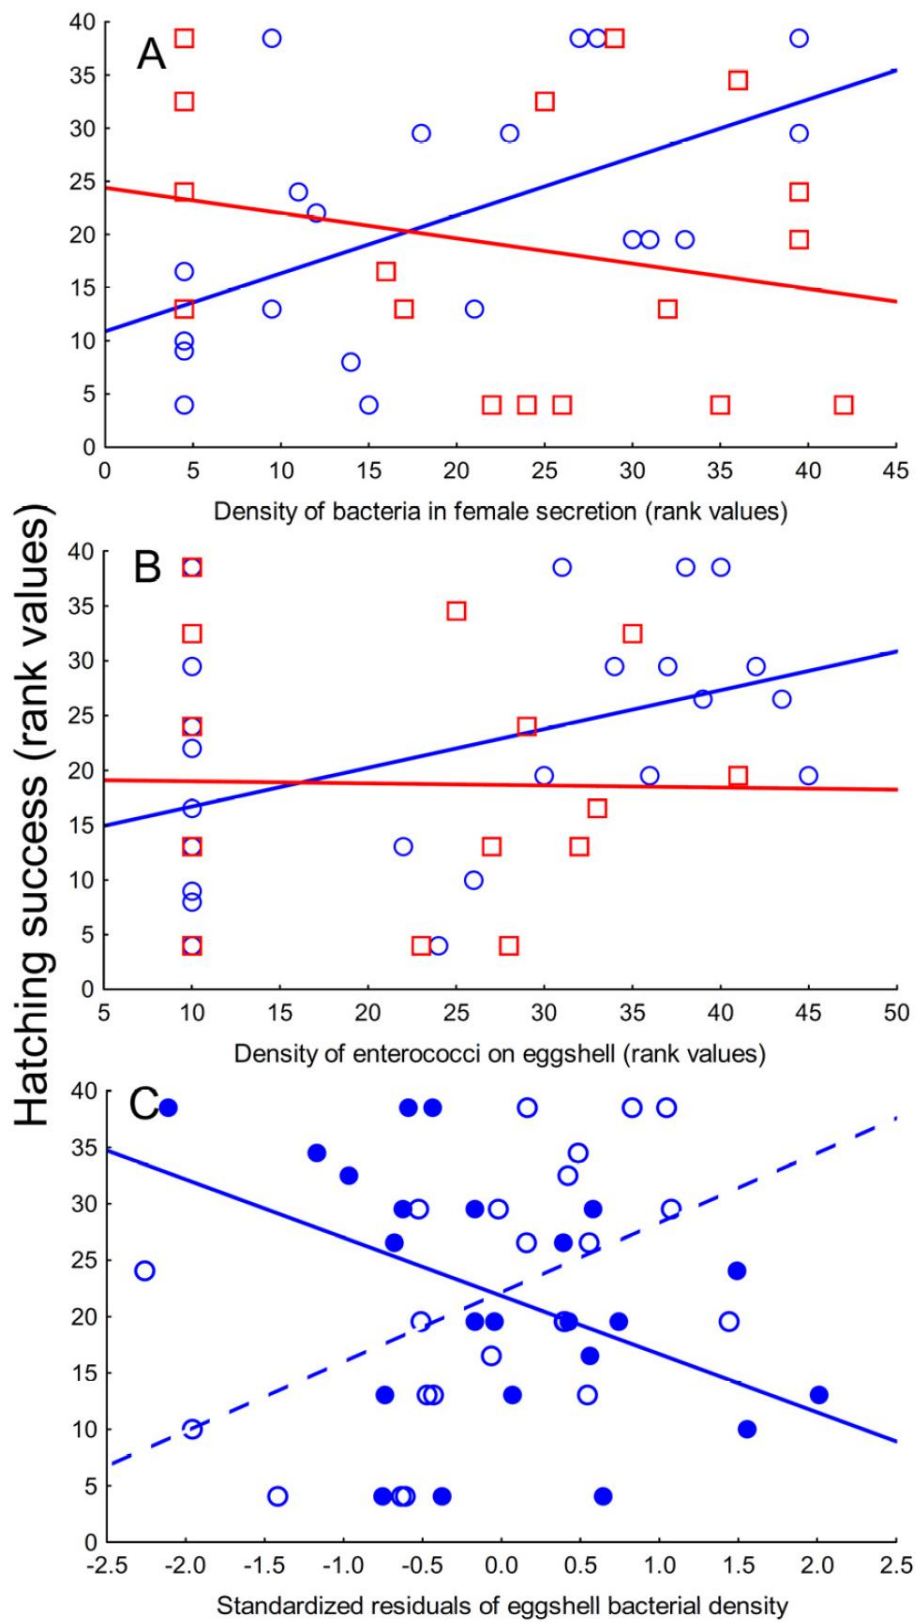 Hatching success (rank values)
A
40
35
30
25
20
15
10
5
0
0 5 10 15 20 25 30 35 40 45
Density of bacteria in female secretion (rank values)
B
40
35
30
25
20
15
10
5
0
5 10 15 20 25 30 35 40 45 50
Density of enterococci on eggshell (rank values)
C
40
35
30
25
20
15
10
5
0
-2.5 -2.0 -1.5 -1.0 -0.5 0.0 0.5 1.0 1.5 2.0 2.5
Standardized residuals of eggshell bacterial density